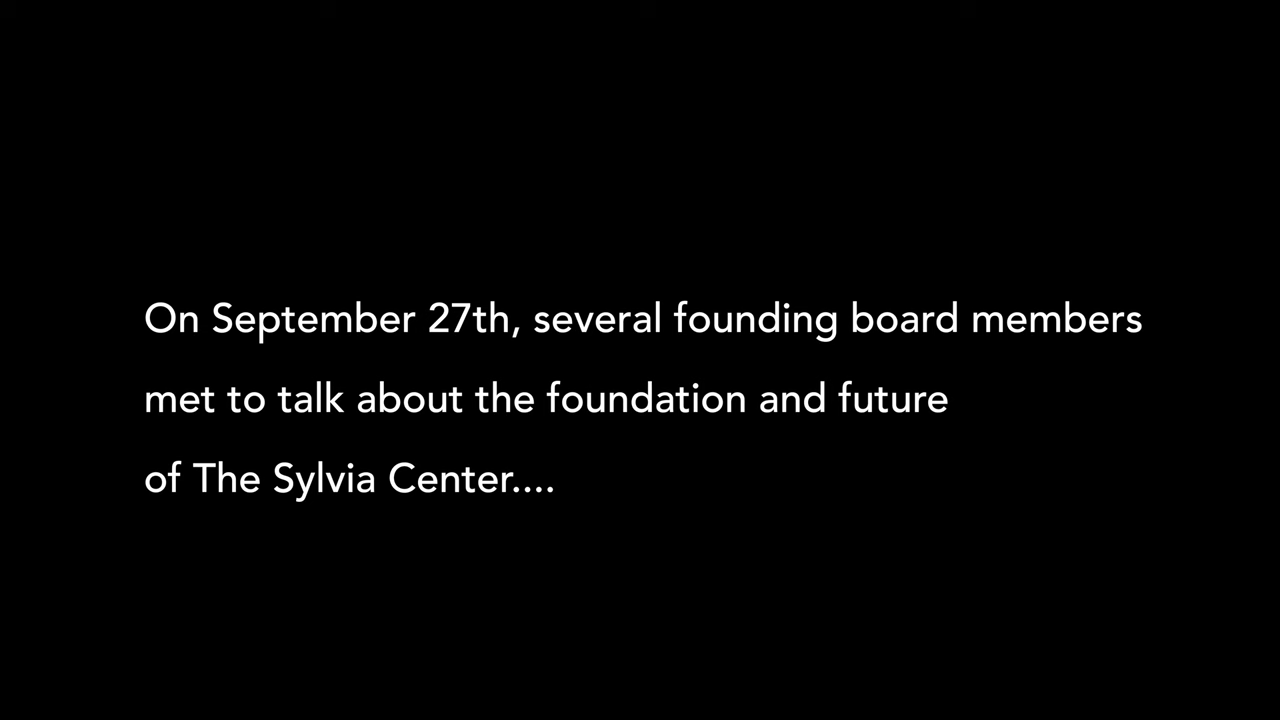 On September 27th, several founding board members
met to talk about the foundation and future
of The Sylvia Center....